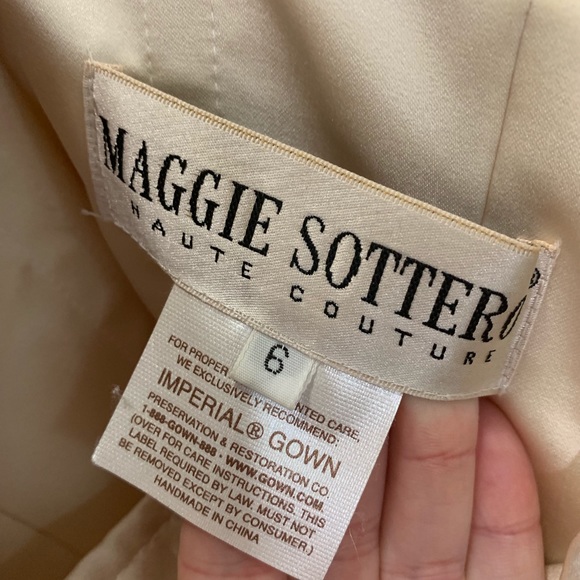 MAGGIE SOTTERO®
HAUTE COUTURE
6
FOR PROPER NTED CARE,
WE EXCLUSIVELY RECOMMEND:
IMPERIAL® GOWN
PRESERVATION & RESTORATION CO
1-888-GOWN-888 · WWW.GOWN.COM
(OVER FOR CARE INSTRUCTIONS. THIS
LABEL REQUIRED BY LAW. MUST NOT
BE REMOVED EXCEPT BY CONSUMER.)
HANDMADE IN CHINA